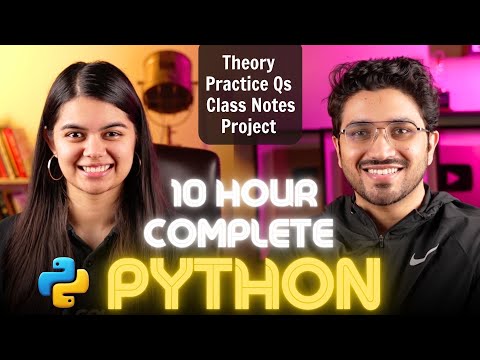 Theory
Practice Qs
Class Notes
Project
10 HOUR
COMPLETE
PYTHON